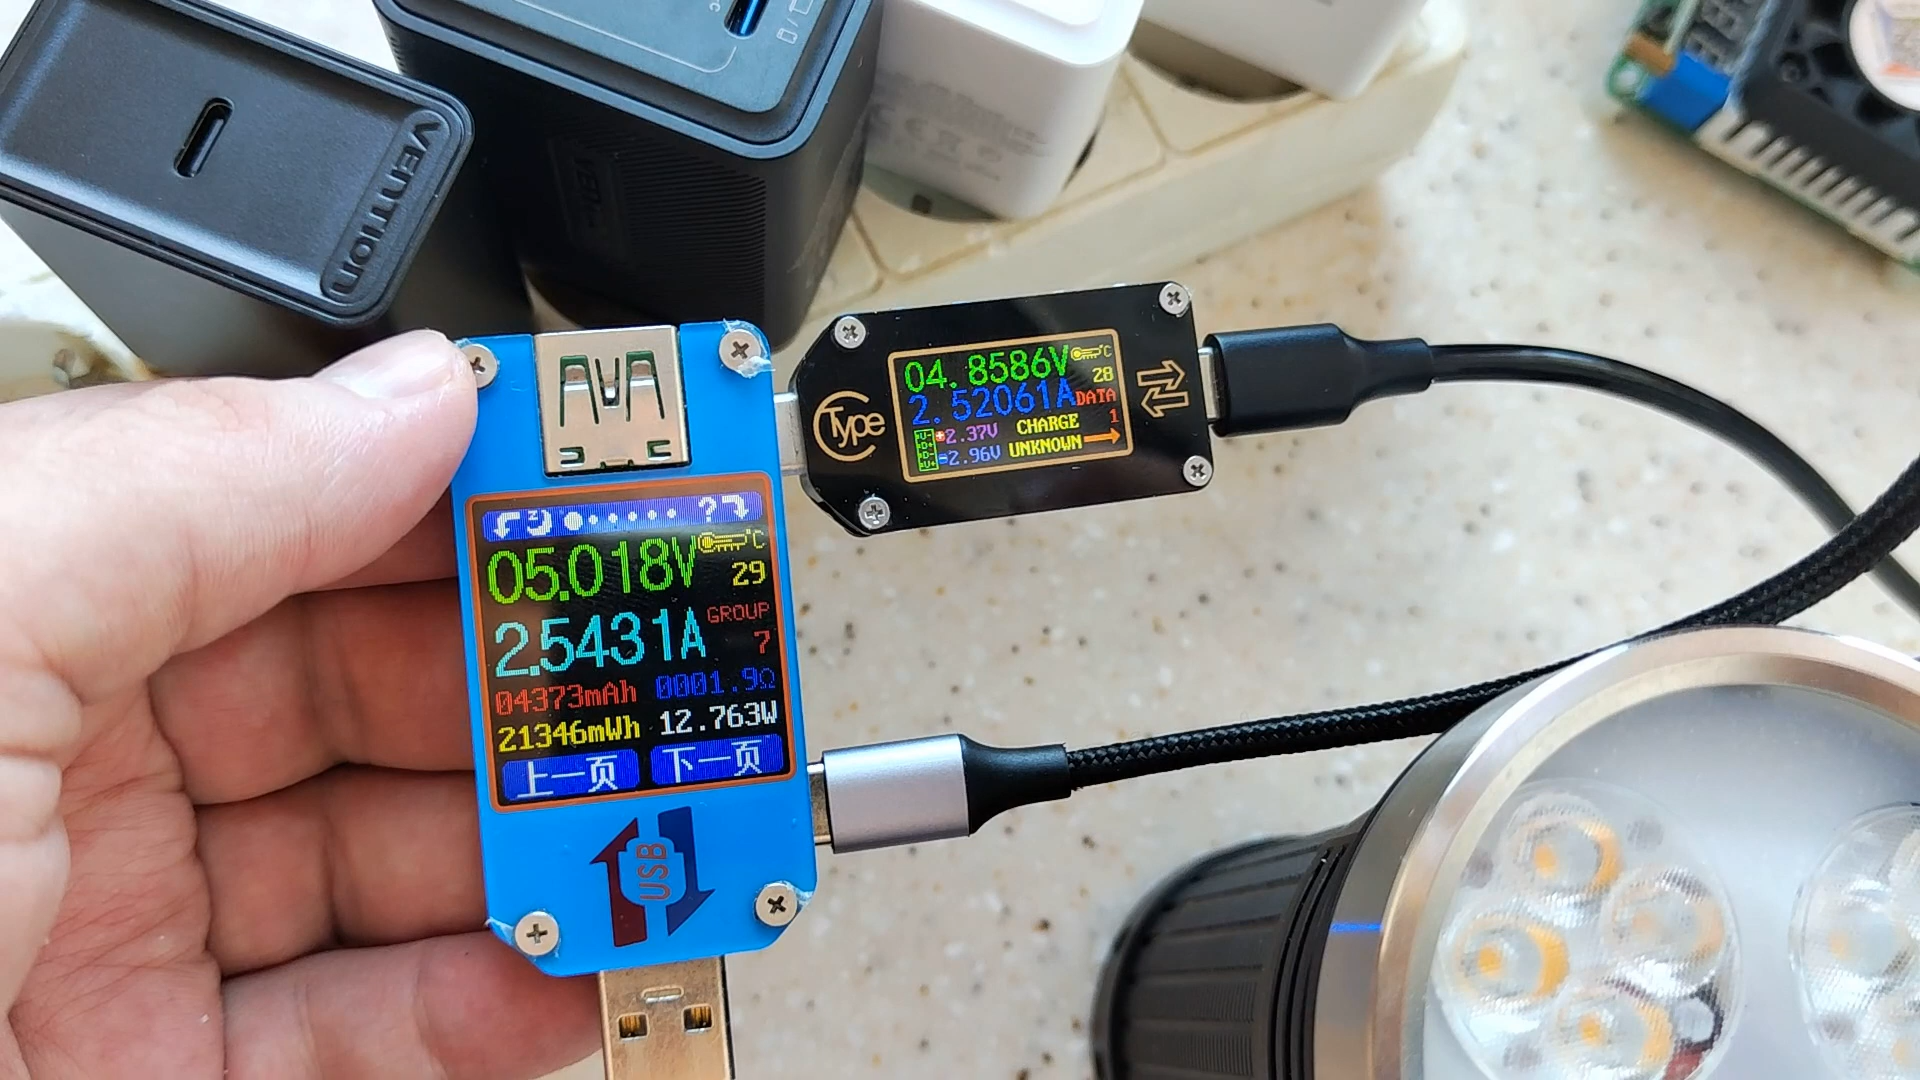 VENTION
Type C
04.8586V
°C
28
2.52061A
DATA
1
2.37V
CHARGE
2.96V
UNKNOWN
U-
D+
D-
U+
z
?
05.018V
°C
29
2.5431A
GROUP
7
04373mAh
0001.9Ω
21346mWh
12.763W
上一页
下一页
USB